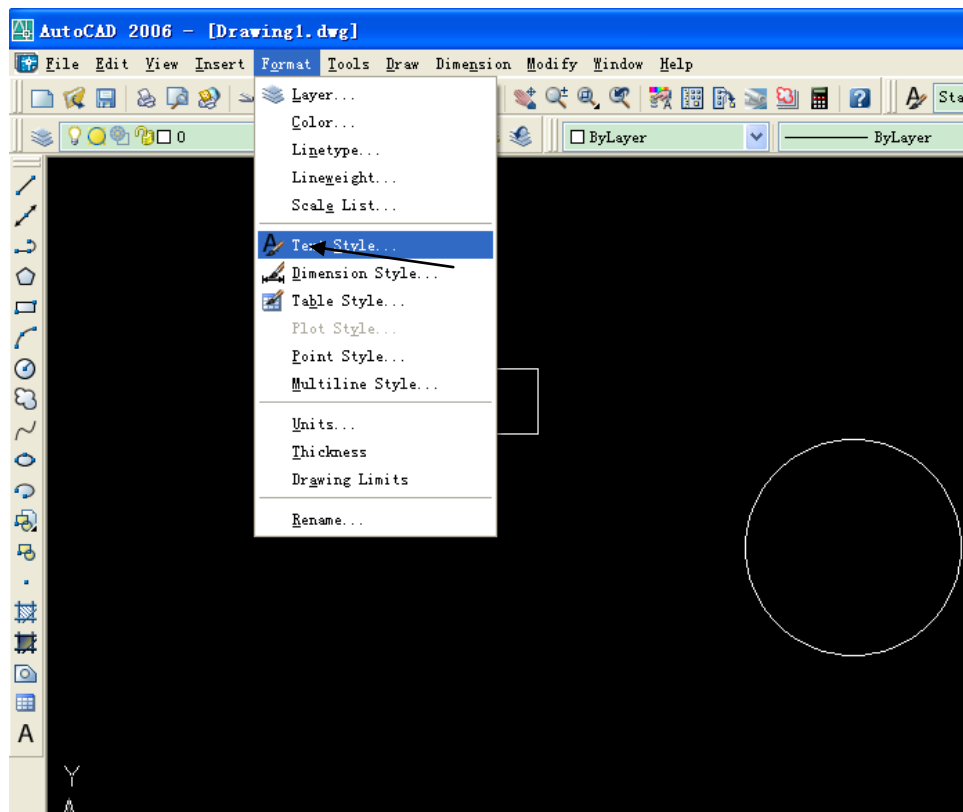 AutoCAD 2006 - [Drawing1.dwg]
File Edit View Insert Format Tools Draw Dimension Modify Window Help
Layer...
Color...
Linetype...
Lineweight...
Scale List...
Text Style...
Dimension Style...
Table Style...
Plot Style...
Point Style...
Multiline Style...
Units...
Thickness
Drawing Limits
Rename...
Sta
0
ByLayer
ByLayer
A
Y